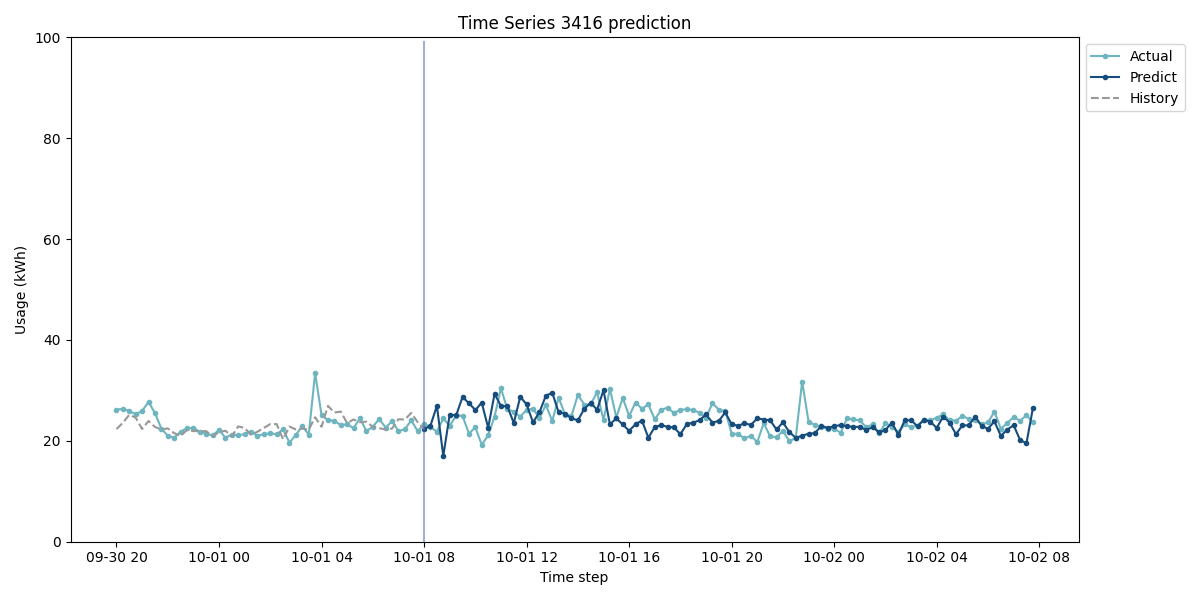 Time Series 3416 prediction
100
80
60
40
20
0
Usage (kWh)
09-30 20
10-01 00
10-01 04
10-01 08
10-01 12
10-01 16
10-01 20
10-02 00
10-02 04
10-02 08
Time step
Actual
Predict
History